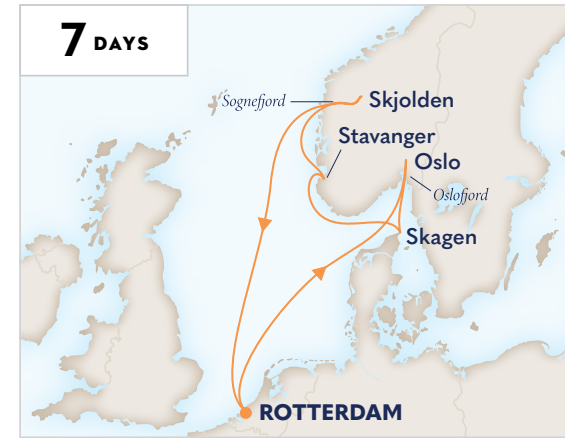 7 DAYS
Sognefjord
Skjolden
Stavanger
Oslo
Oslofjord
Skagen
ROTTERDAM